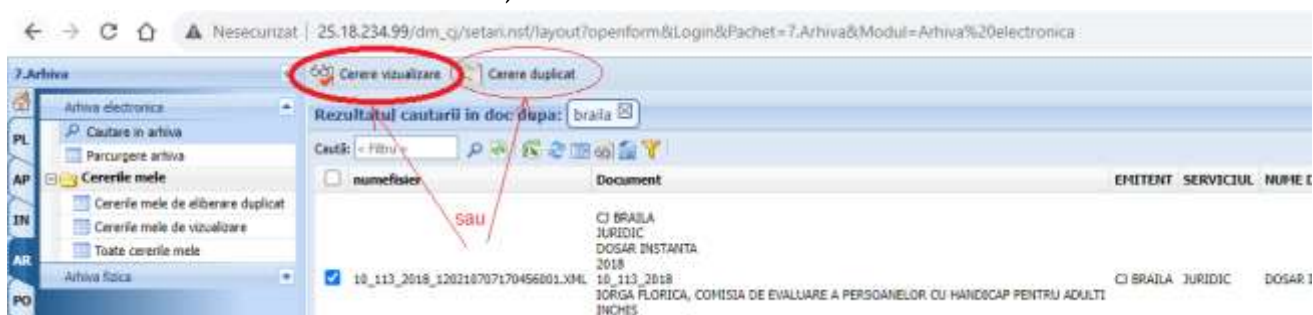 Nesecurizat | 25.18.234.99/dm_cj/setari.nsf/layout?openform&Login&Pachet=7.Arhiva&Modul=Arhiva%20electronica
7.Arhiva
Cerere vizualizare
Cerere duplicat
Arhiva electronica
Rezultatul cautarii in doc dupa: braila
Cautare in arhiva
PL
Parcurgere arhiva
Caută: < Filtru >
AP
Cererile mele
numefisier
Document
EMITENT
SERVICIUL
NUME D
Cererile mele de eliberare duplicat
IN
Cererile mele de vizualizare
sau
Toate cererile mele
AR
Arhiva fizica
PO
CJ BRAILA
JURIDIC
DOSAR INSTANTA
2018
10_113_2018_120218707170456001.XML
10_113_2018
CJ BRAILA
JURIDIC
DOSAR I
IORGA FLORICA, COMISIA DE EVALUARE A PERSOANELOR CU HANDICAP PENTRU ADULTI
INCHIS